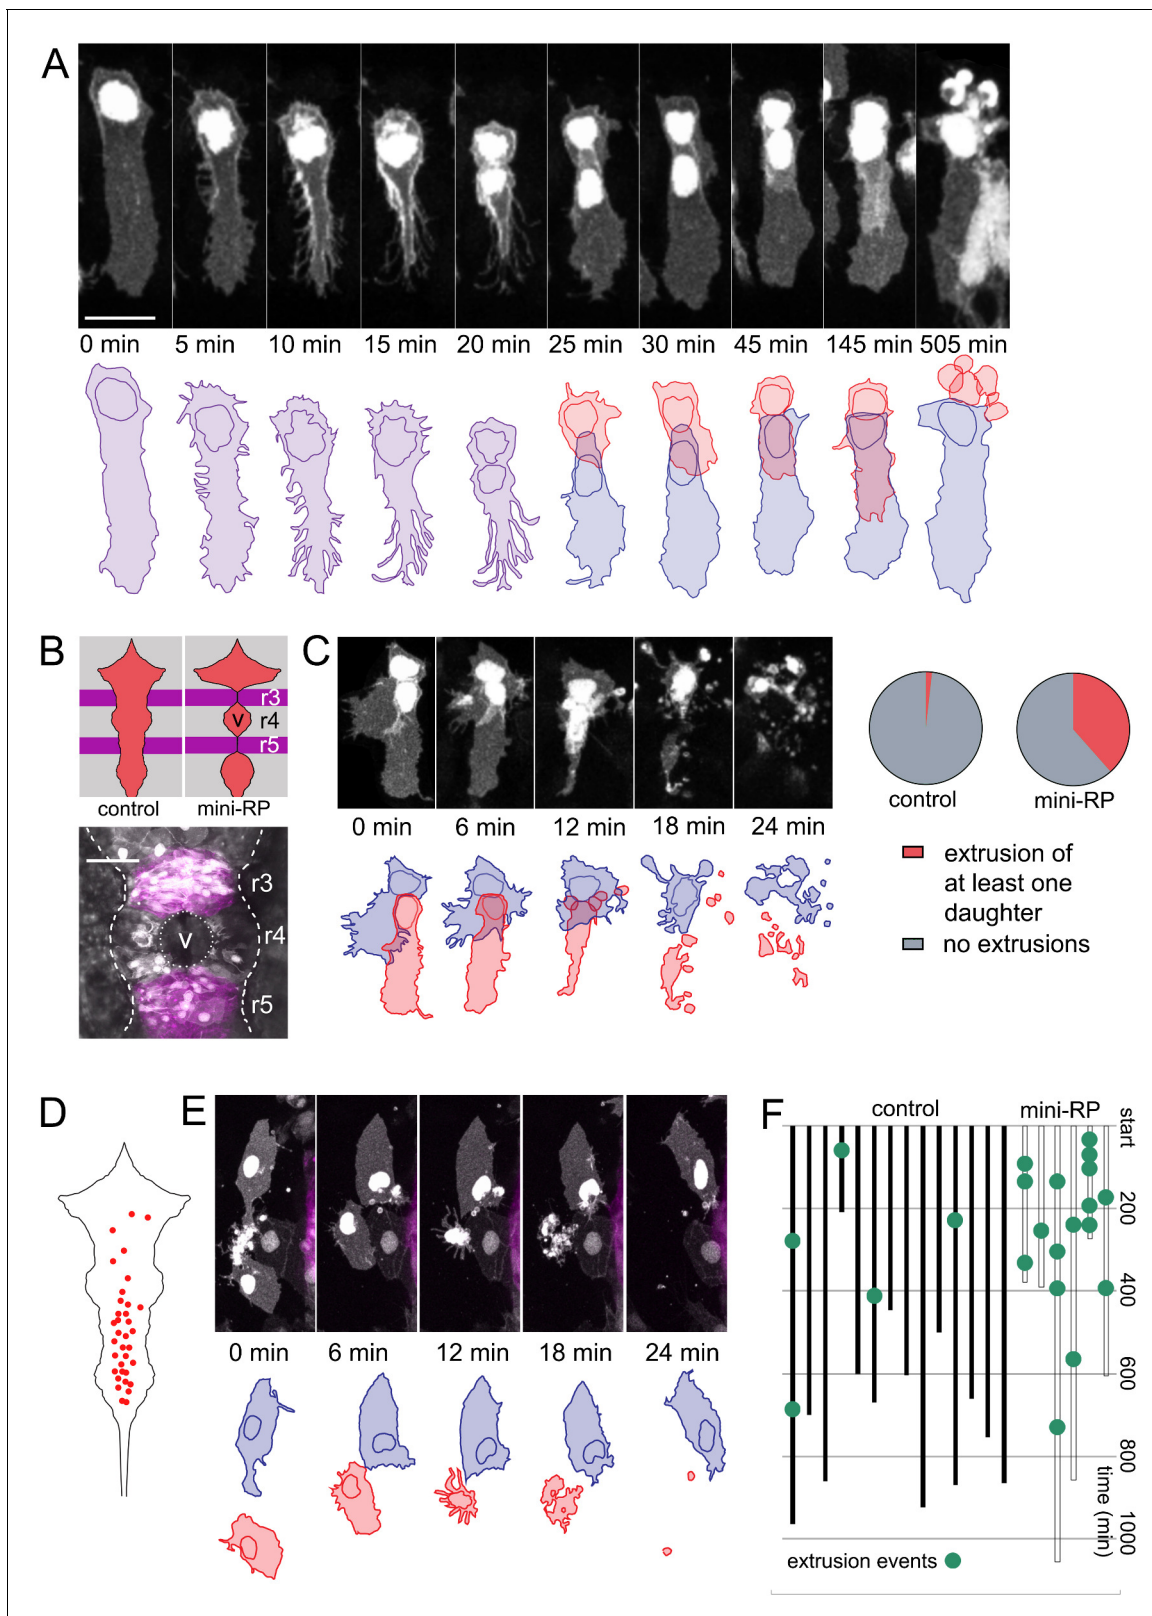 A
0 min 5 min 10 min 15 min 20 min 25 min 30 min 45 min 145 min 505 min
B
r3
v r4
r5
control mini-RP
r3
v r4
r5
C
0 min 6 min 12 min 18 min 24 min
control mini-RP
extrusion of
at least one
daughter
no extrusions
D
E
0 min 6 min 12 min 18 min 24 min
F
control mini-RP
start
200
400
600
800
1000
time (min)
extrusion events